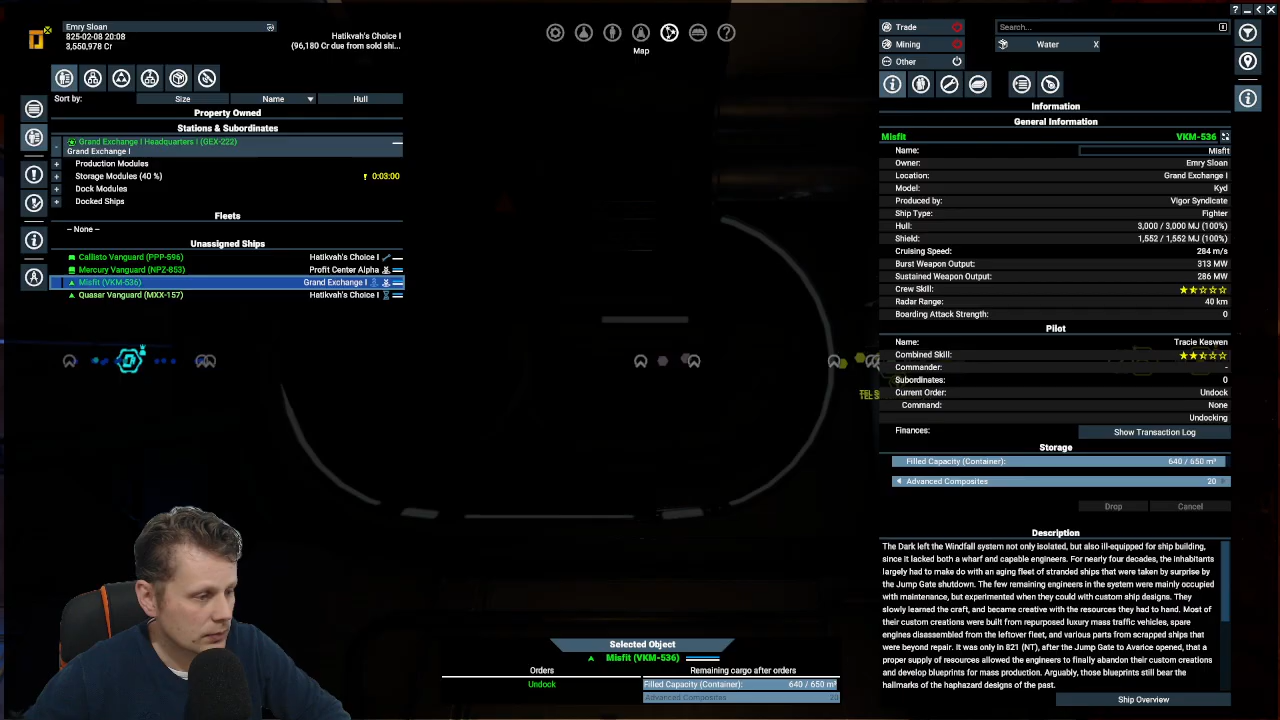 Emry Sloan
825-02-08 20:08
3,550,978 Cr
Hatikvah's Choice I
(96,180 Cr due from sold shi...
Map
Sort by:
Size
Name
Hull
Property Owned
Stations & Subordinates
Grand Exchange I Headquarters I (GEX-222)
Grand Exchange I
Production Modules
Storage Modules (40 %)
0:03:00
Dock Modules
Docked Ships
Fleets
-- None --
Unassigned Ships
Callisto Vanguard (PPP-596)
Hatikvah's Choice I
Mercury Vanguard (NPZ-853)
Profit Center Alpha
Misfit (VKM-536)
Grand Exchange I
Quasar Vanguard (MXX-157)
Hatikvah's Choice I
Selected Object
Misfit (VKM-536)
Orders
Remaining cargo after orders
Undock
Filled Capacity (Container):
640 / 650 m³
Advanced Composites
20
Trade
Mining
Other
Search...
Water
X
Information
General Information
Misfit
VKM-536
Name:
Misfit
Owner:
Emry Sloan
Location:
Grand Exchange I
Model:
Kyd
Produced by:
Vigor Syndicate
Ship Type:
Fighter
Hull:
3,000 / 3,000 MJ (100%)
Shield:
1,552 / 1,552 MJ (100%)
Cruising Speed:
284 m/s
Burst Weapon Output:
313 MW
Sustained Weapon Output:
286 MW
Crew Skill:
Radar Range:
40 km
Boarding Attack Strength:
0
Pilot
Name:
Tracie Keswen
Combined Skill:
Commander:
-
Subordinates:
0
Current Order:
Undock
Command:
None
Undocking
Finances:
Show Transaction Log
Storage
Filled Capacity (Container):
640 / 650 m³
Advanced Composites
20
Drop
Cancel
Description
The Dark left the Windfall system not only isolated, but also ill-equipped for ship building,
since it lacked both a wharf and capable engineers. For nearly four decades, the inhabitants
largely had to make do with an aging fleet of stranded ships that were taken by surprise by
the Jump Gate shutdown. The few remaining engineers in the system were mainly occupied
with maintenance, but experimented when they could with custom ship designs. They
slowly learned the craft, and became creative with the resources they had to hand. Most of
their custom creations were built from repurposed luxury mass traffic vehicles, spare
engines disassembled from the leftover fleet, and various parts from scrapped ships that
were beyond repair. It was only in 821 (NT), after the Jump Gate to Avarice opened, that a
proper supply of resources allowed the engineers to finally abandon their custom creations
and develop blueprints for mass production. Arguably, those blueprints still bear the
hallmarks of the haphazard designs of the past.
Ship Overview